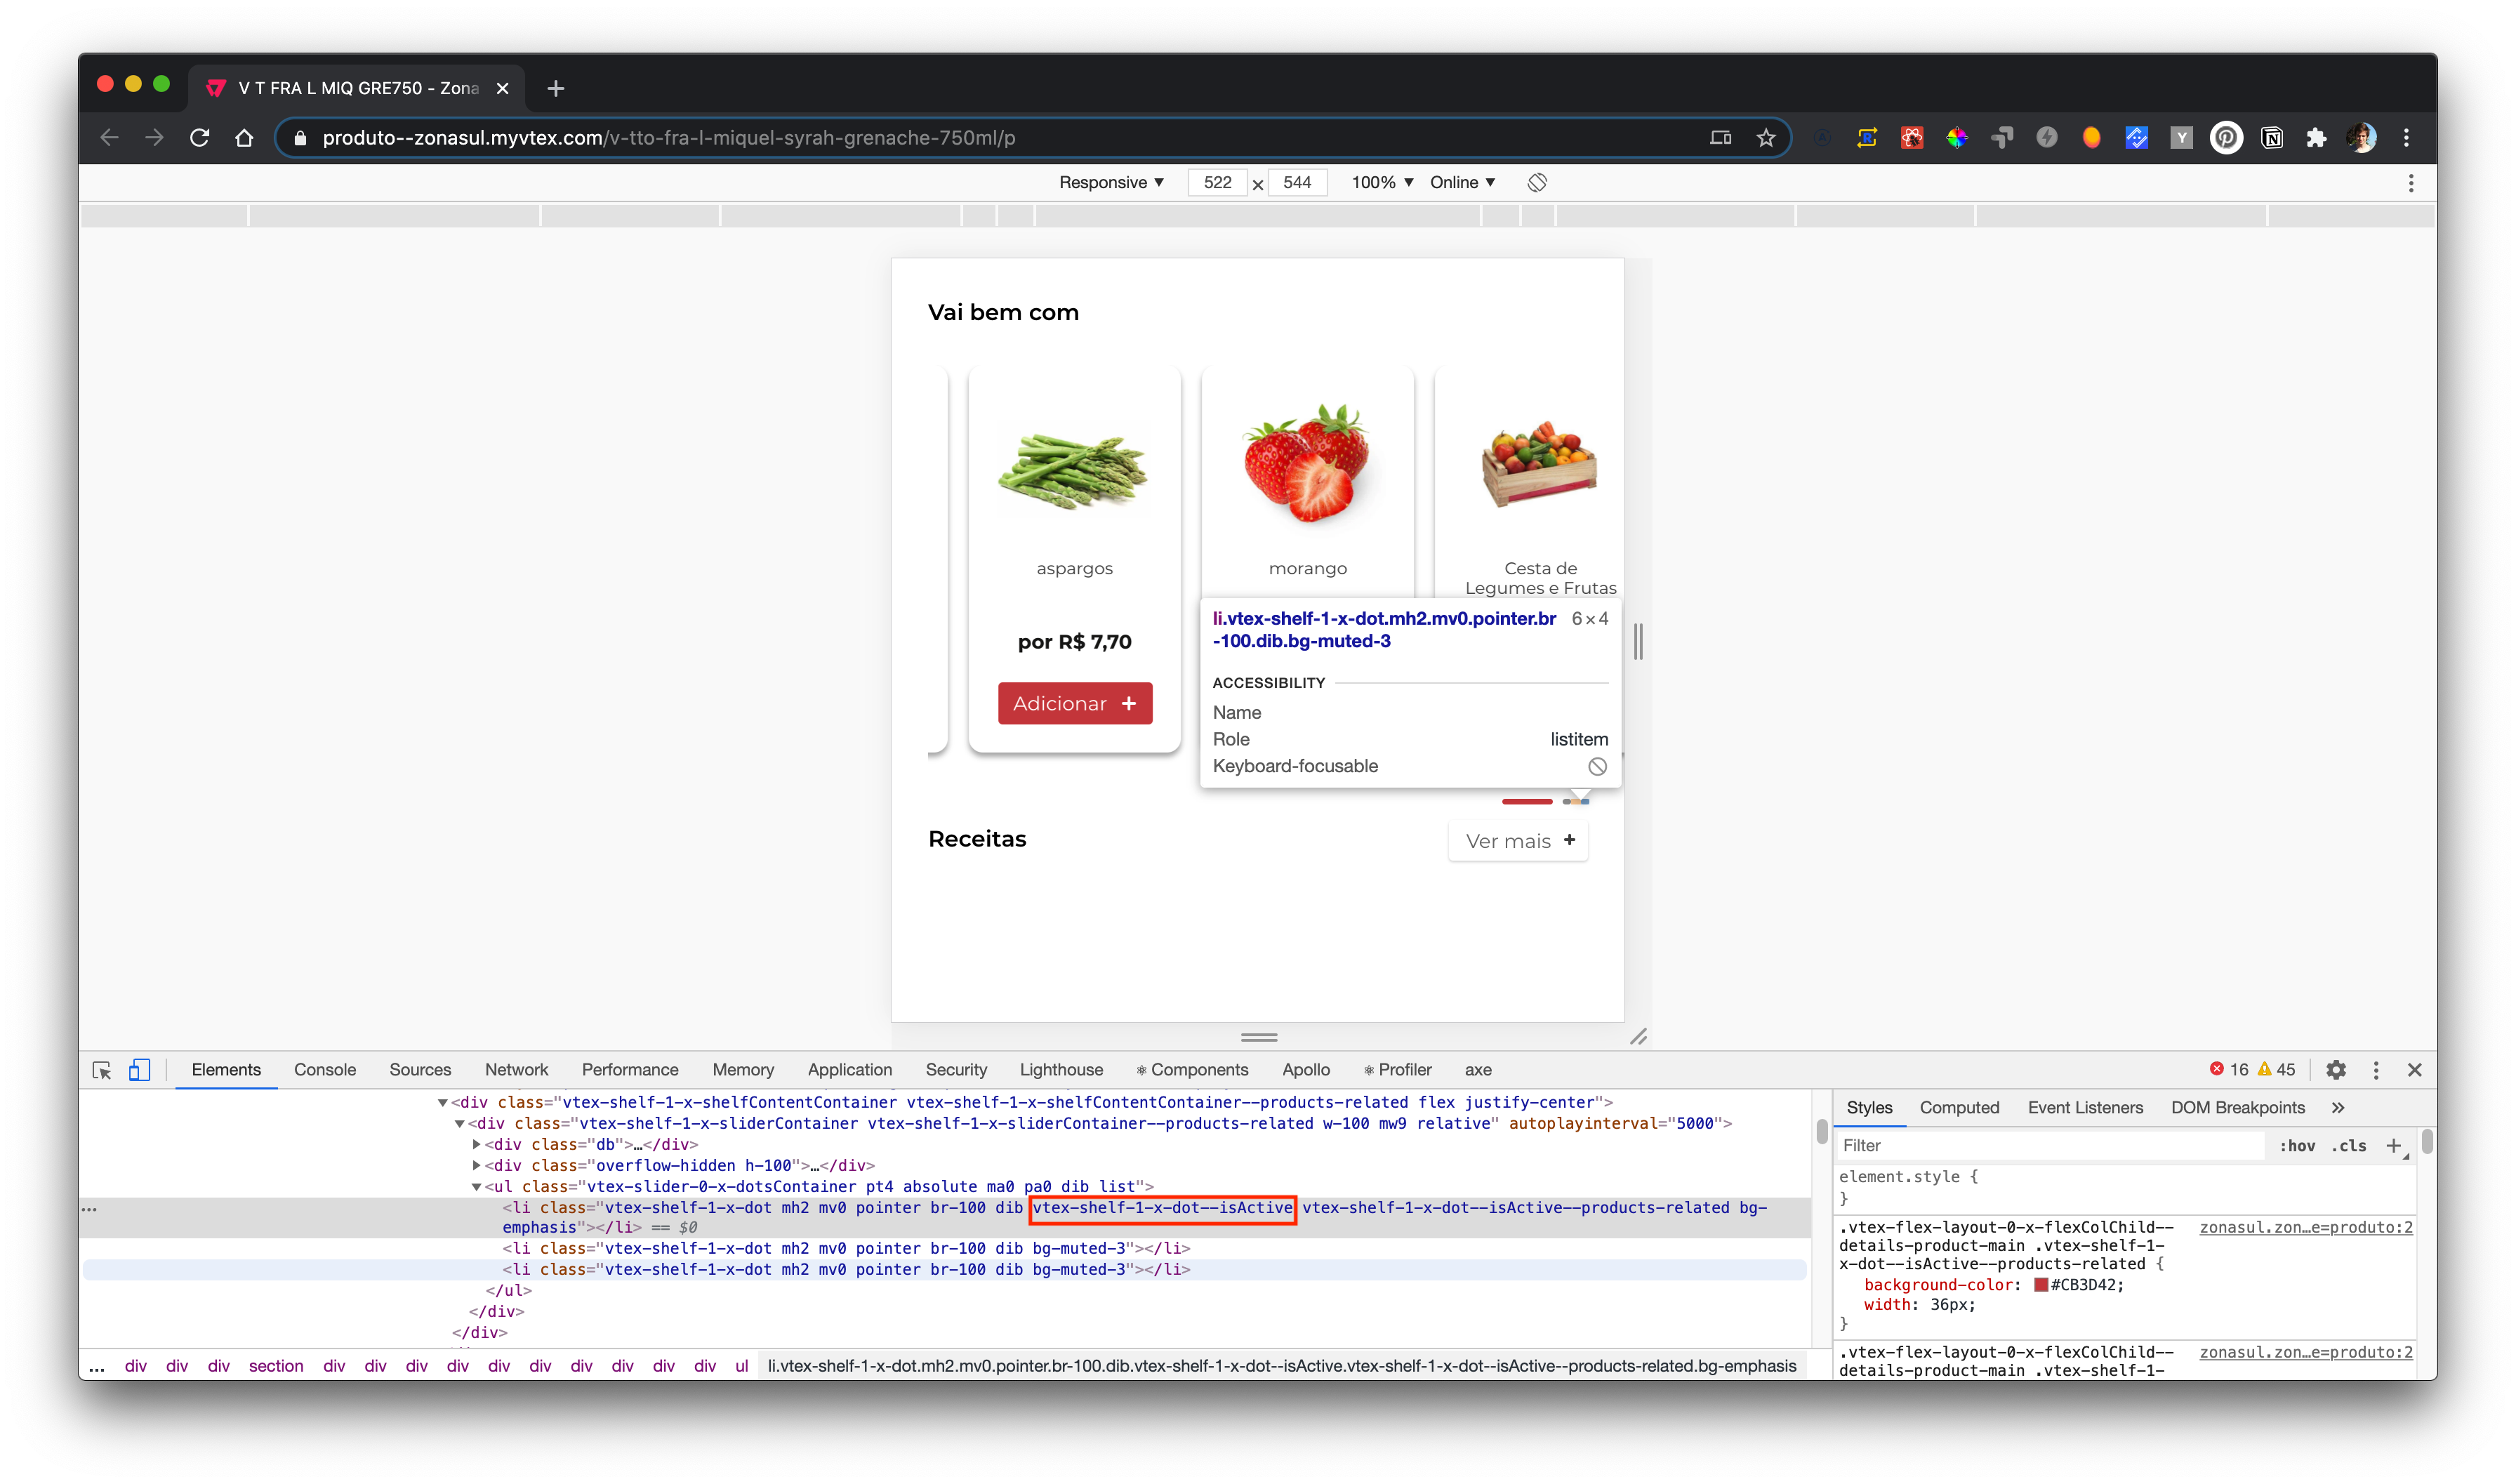 V T FRA L MIQ GRE750 - Zona
produto--zonasul.myvtex.com/v-tto-fra-l-miquel-syrah-grenache-750ml/p
Responsive ▼ 522 × 544 100% ▼ Online ▼
Vai bem com
aspargos
morango
Cesta de
Legumes e Frutas
por R$ 7,70
Adicionar +
li.vtex-shelf-1-x-dot.mh2.mv0.pointer.br 6×4
-100.dib.bg-muted-3
ACCESSIBILITY
Name
Role listitem
Keyboard-focusable
Receitas
Ver mais +
Elements Console Sources Network Performance Memory Application Security Lighthouse Components Apollo Profiler axe 16 45
▼<div class="vtex-shelf-1-x-shelfContentContainer vtex-shelf-1-x-shelfContentContainer--products-related flex justify-center">
▼<div class="vtex-shelf-1-x-sliderContainer vtex-shelf-1-x-sliderContainer--products-related w-100 mw9 relative" autoplayinterval="5000">
▶<div class="db">…</div>
▶<div class="overflow-hidden h-100">…</div>
▼<ul class="vtex-slider-0-x-dotsContainer pt4 absolute ma0 pa0 dib list">
… <li class="vtex-shelf-1-x-dot mh2 mv0 pointer br-100 dib vtex-shelf-1-x-dot--isActive vtex-shelf-1-x-dot--isActive--products-related bg-
emphasis"></li> == $0
<li class="vtex-shelf-1-x-dot mh2 mv0 pointer br-100 dib bg-muted-3"></li>
<li class="vtex-shelf-1-x-dot mh2 mv0 pointer br-100 dib bg-muted-3"></li>
</ul>
</div>
</div>
… div div div section div div div div div div div div div div ul li.vtex-shelf-1-x-dot.mh2.mv0.pointer.br-100.dib.vtex-shelf-1-x-dot--isActive.vtex-shelf-1-x-dot--isActive--products-related.bg-emphasis
Styles Computed Event Listeners DOM Breakpoints »
Filter :hov .cls +
element.style {
}
.vtex-flex-layout-0-x-flexColChild-- zonasul.zon…e=produto:2
details-product-main .vtex-shelf-1-
x-dot--isActive--products-related {
background-color: #CB3D42;
width: 36px;
}
.vtex-flex-layout-0-x-flexColChild-- zonasul.zon…e=produto:2
details-product-main .vtex-shelf-1-